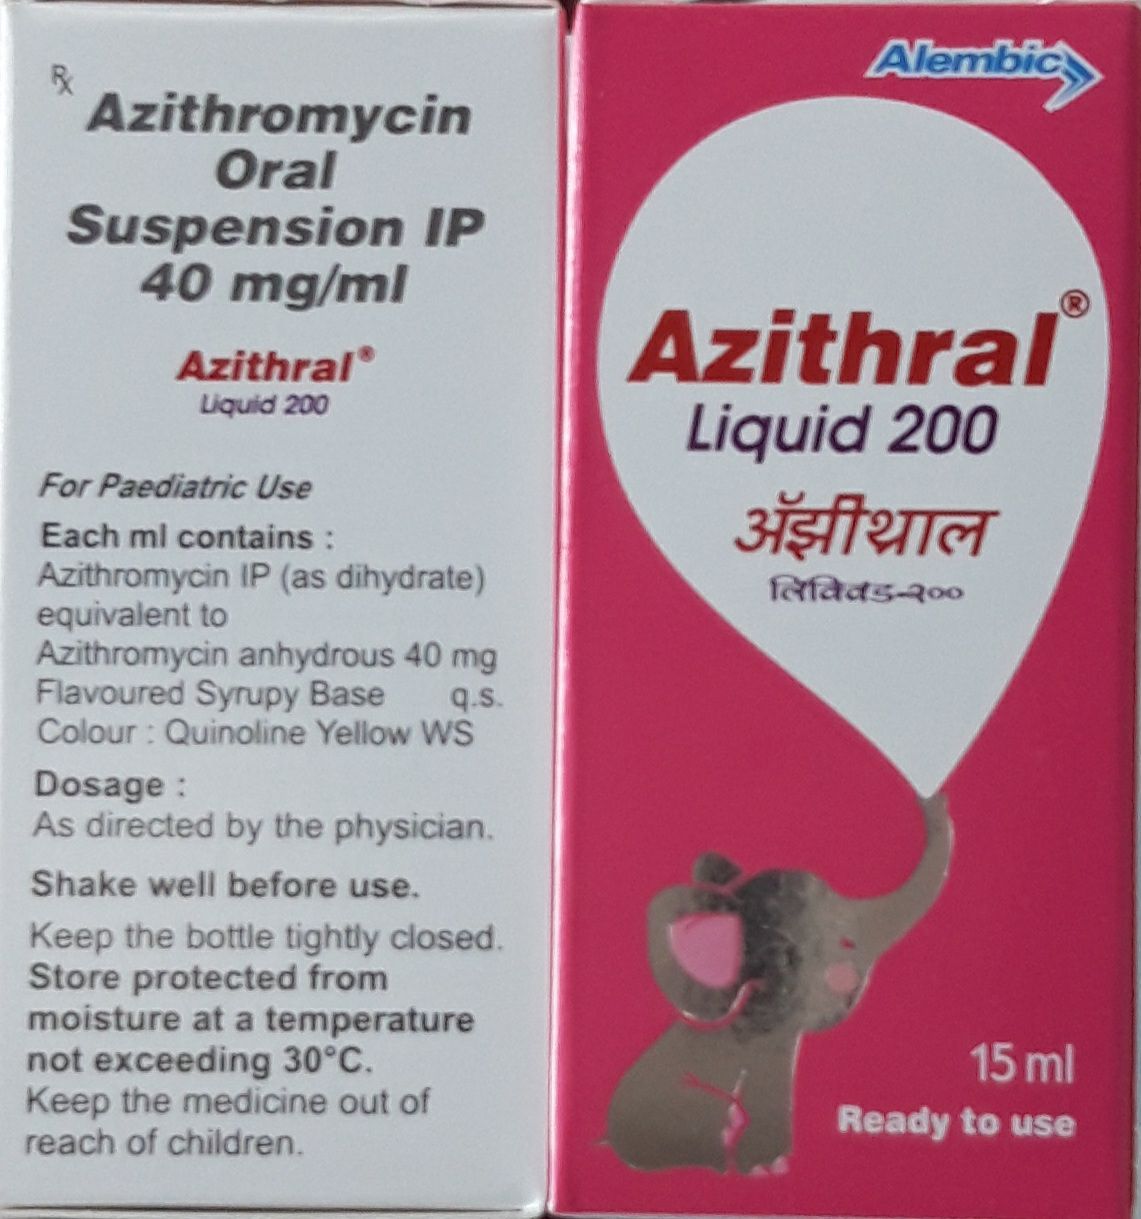 Rx
Azithromycin
Oral
Suspension IP
40 mg/ml
Azithral®
Liquid 200
For Paediatric Use
Each ml contains :
Azithromycin IP (as dihydrate)
equivalent to
Azithromycin anhydrous 40 mg
Flavoured Syrupy Base q.s.
Colour : Quinoline Yellow WS
Dosage :
As directed by the physician.
Shake well before use.
Keep the bottle tightly closed.
Store protected from
moisture at a temperature
not exceeding 30°C.
Keep the medicine out of
reach of children.
Alembic
Azithral®
Liquid 200
ॲझीथ्राल
लिक्विड-२००
15 ml
Ready to use